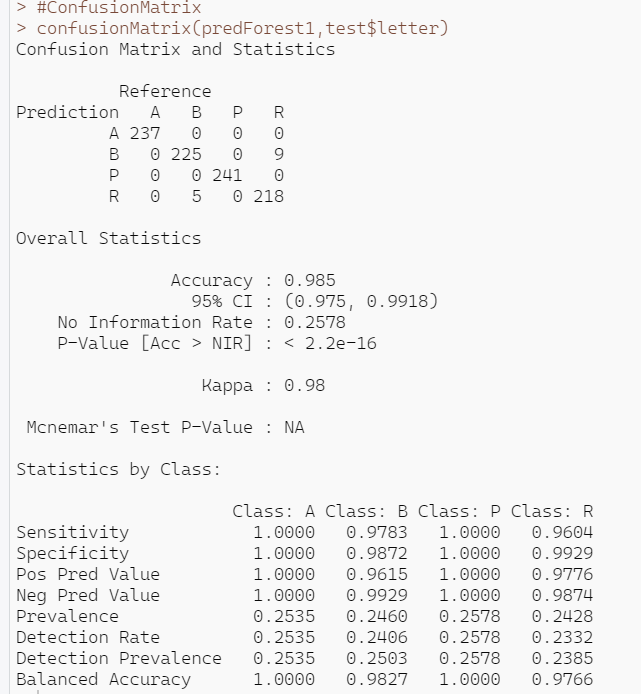 > #ConfusionMatrix
> confusionMatrix(predForest1,test$letter)
Confusion Matrix and Statistics
Reference
Prediction A B P R
A 237 0 0 0
B 0 225 0 9
P 0 0 241 0
R 0 5 0 218
Overall Statistics
Accuracy : 0.985
95% CI : (0.975, 0.9918)
No Information Rate : 0.2578
P-Value [Acc > NIR] : < 2.2e-16
Kappa : 0.98
Mcnemar's Test P-Value : NA
Statistics by Class:
Class: A Class: B Class: P Class: R
Sensitivity 1.0000 0.9783 1.0000 0.9604
Specificity 1.0000 0.9872 1.0000 0.9929
Pos Pred Value 1.0000 0.9615 1.0000 0.9776
Neg Pred Value 1.0000 0.9929 1.0000 0.9874
Prevalence 0.2535 0.2460 0.2578 0.2428
Detection Rate 0.2535 0.2406 0.2578 0.2332
Detection Prevalence 0.2535 0.2503 0.2578 0.2385
Balanced Accuracy 1.0000 0.9827 1.0000 0.9766